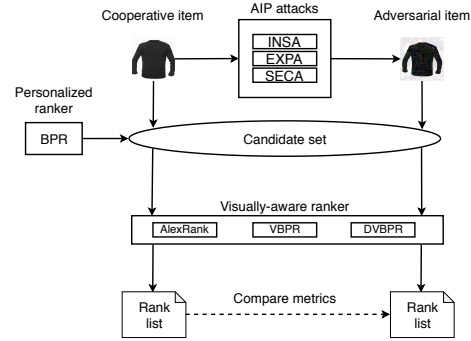 Cooperative item
AIP attacks
Adversarial item
INSA
EXPA
SECA
Personalized
ranker
BPR
Candidate set
Visually-aware ranker
AlexRank
VBPR
DVBPR
Rank
list
Compare metrics
Rank
list